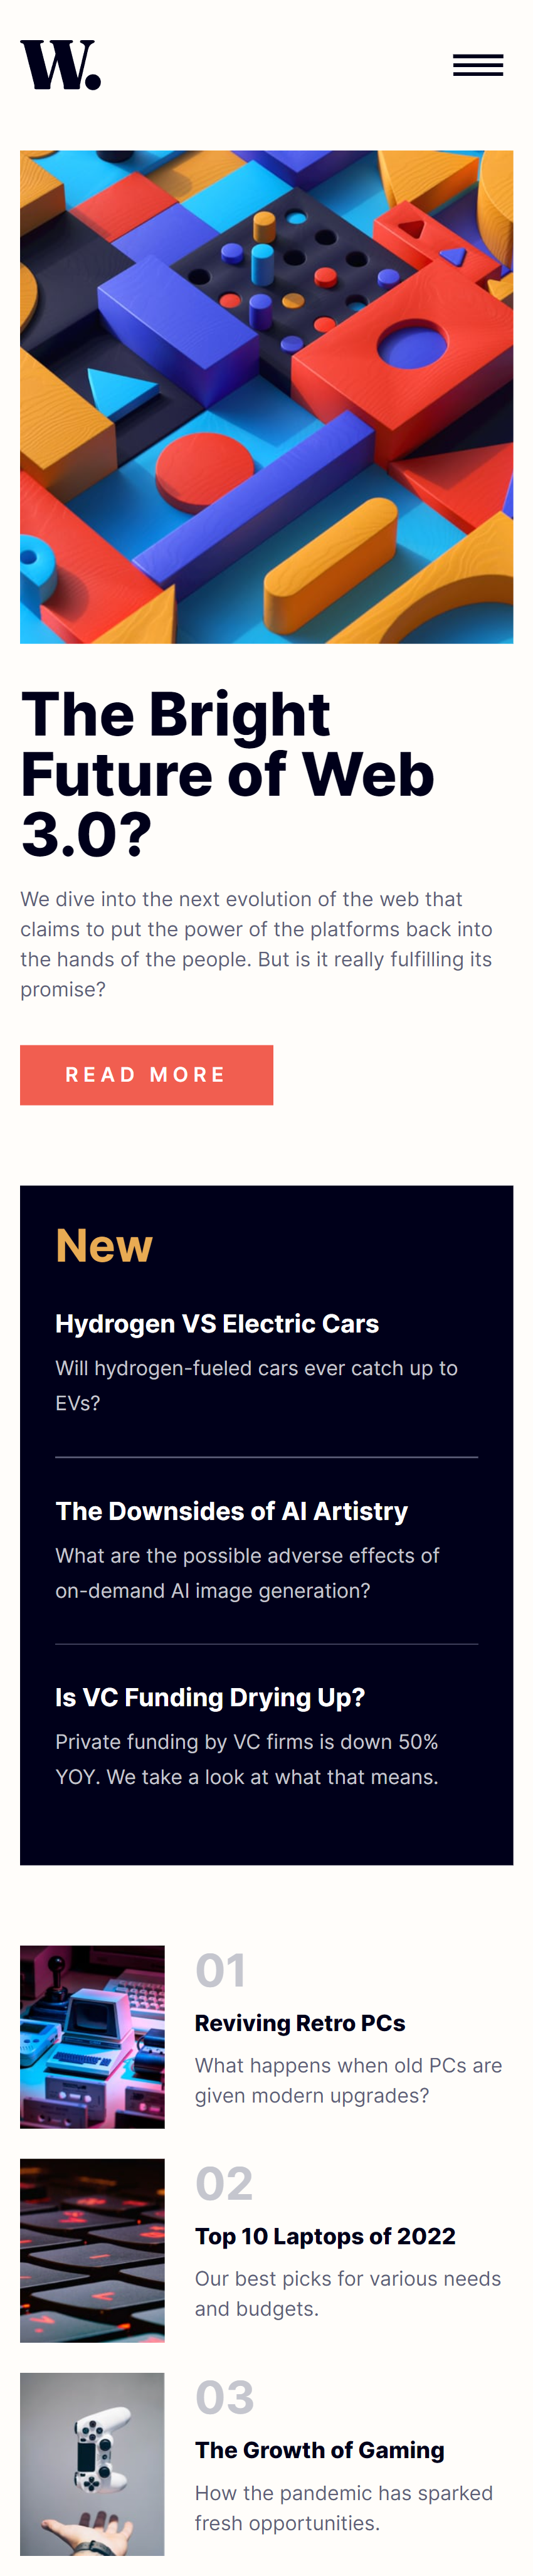 W.
The Bright
Future of Web
3.0?
We dive into the next evolution of the web that
claims to put the power of the platforms back into
the hands of the people. But is it really fulfilling its
promise?
READ MORE
New
Hydrogen VS Electric Cars
Will hydrogen-fueled cars ever catch up to
EVs?
The Downsides of AI Artistry
What are the possible adverse effects of
on-demand AI image generation?
Is VC Funding Drying Up?
Private funding by VC firms is down 50%
YOY. We take a look at what that means.
01
Reviving Retro PCs
What happens when old PCs are
given modern upgrades?
02
Top 10 Laptops of 2022
Our best picks for various needs
and budgets.
03
The Growth of Gaming
How the pandemic has sparked
fresh opportunities.